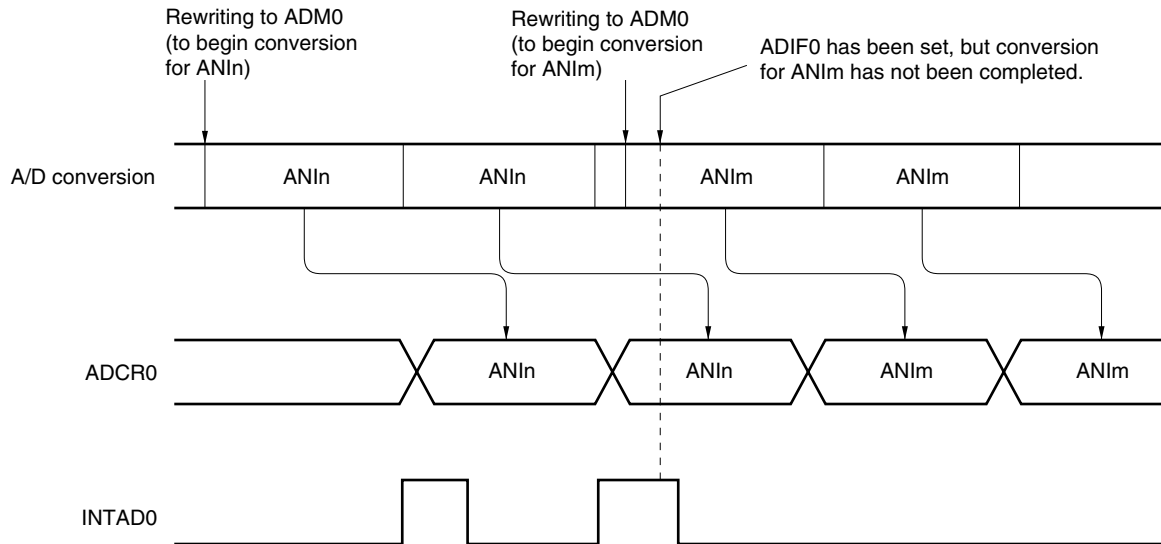 Rewriting to ADM0
(to begin conversion
for ANIn)
Rewriting to ADM0
(to begin conversion
for ANIm)
ADIF0 has been set, but conversion
for ANIm has not been completed.
A/D conversion
ANIn
ANIn
ANIm
ANIm
ADCR0
ANIn
ANIn
ANIm
ANIm
INTAD0